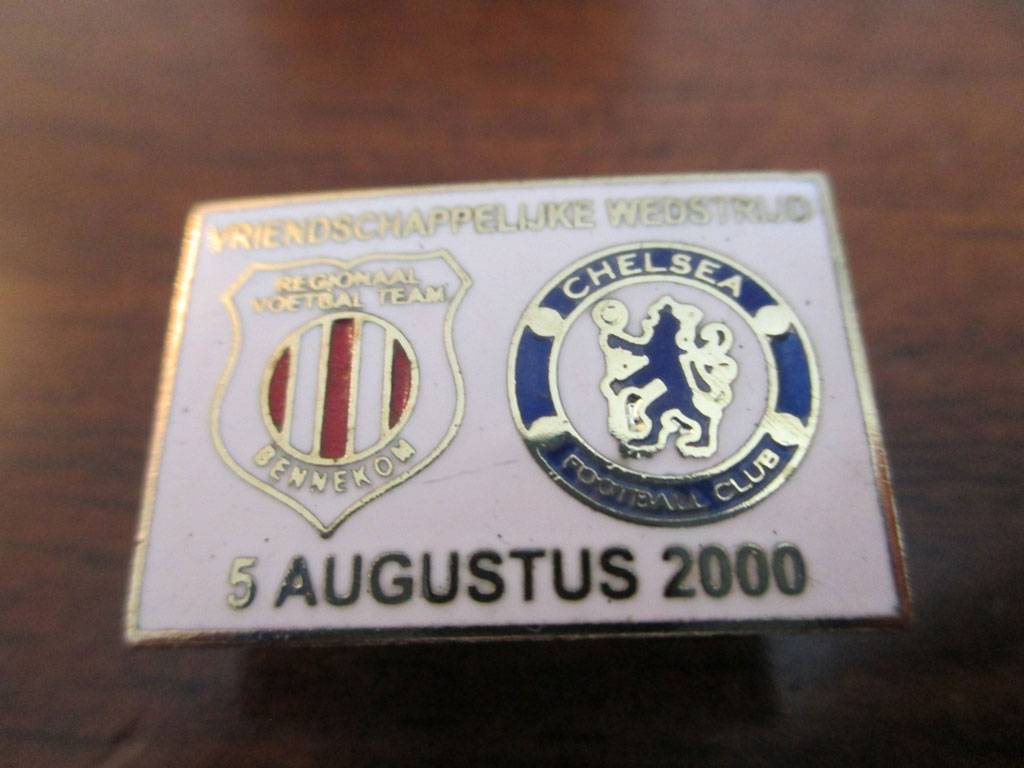 VRIENDSCHAPPELIJKE WEDSTRIJD
REGIONAAL
VOETBAL TEAM
BENNEKOM
CHELSEA
FOOTBALL CLUB
5 AUGUSTUS 2000